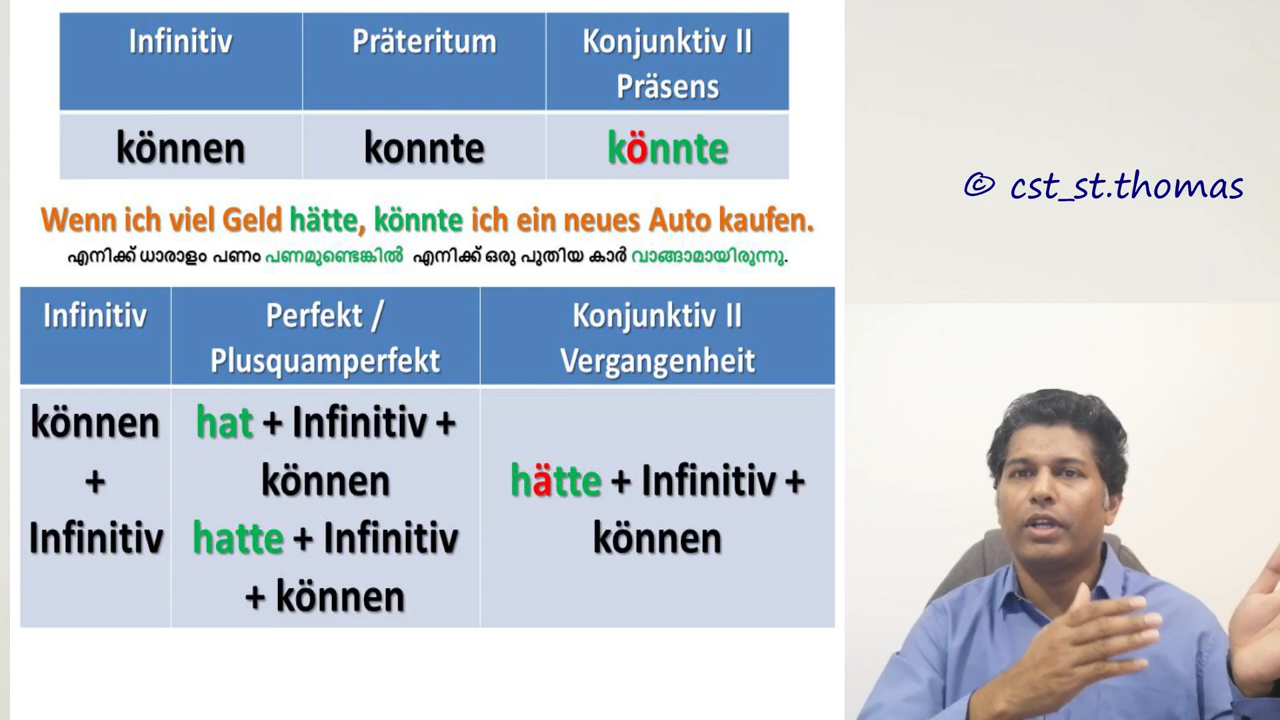 Infinitiv
Präteritum
Konjunktiv II
Präsens
können
konnte
könnte
Wenn ich viel Geld hätte, könnte ich ein neues Auto kaufen.
എനിക്ക് ധാരാളം പണം പണമുണ്ടെങ്കിൽ എനിക്ക് ഒരു പുതിയ കാർ വാങ്ങാമായിരുന്നു.
Infinitiv
Perfekt /
Plusquamperfekt
Konjunktiv II
Vergangenheit
können
+
Infinitiv
hat + Infinitiv +
können
hatte + Infinitiv
+ können
hätte + Infinitiv +
können
© cst_st.thomas